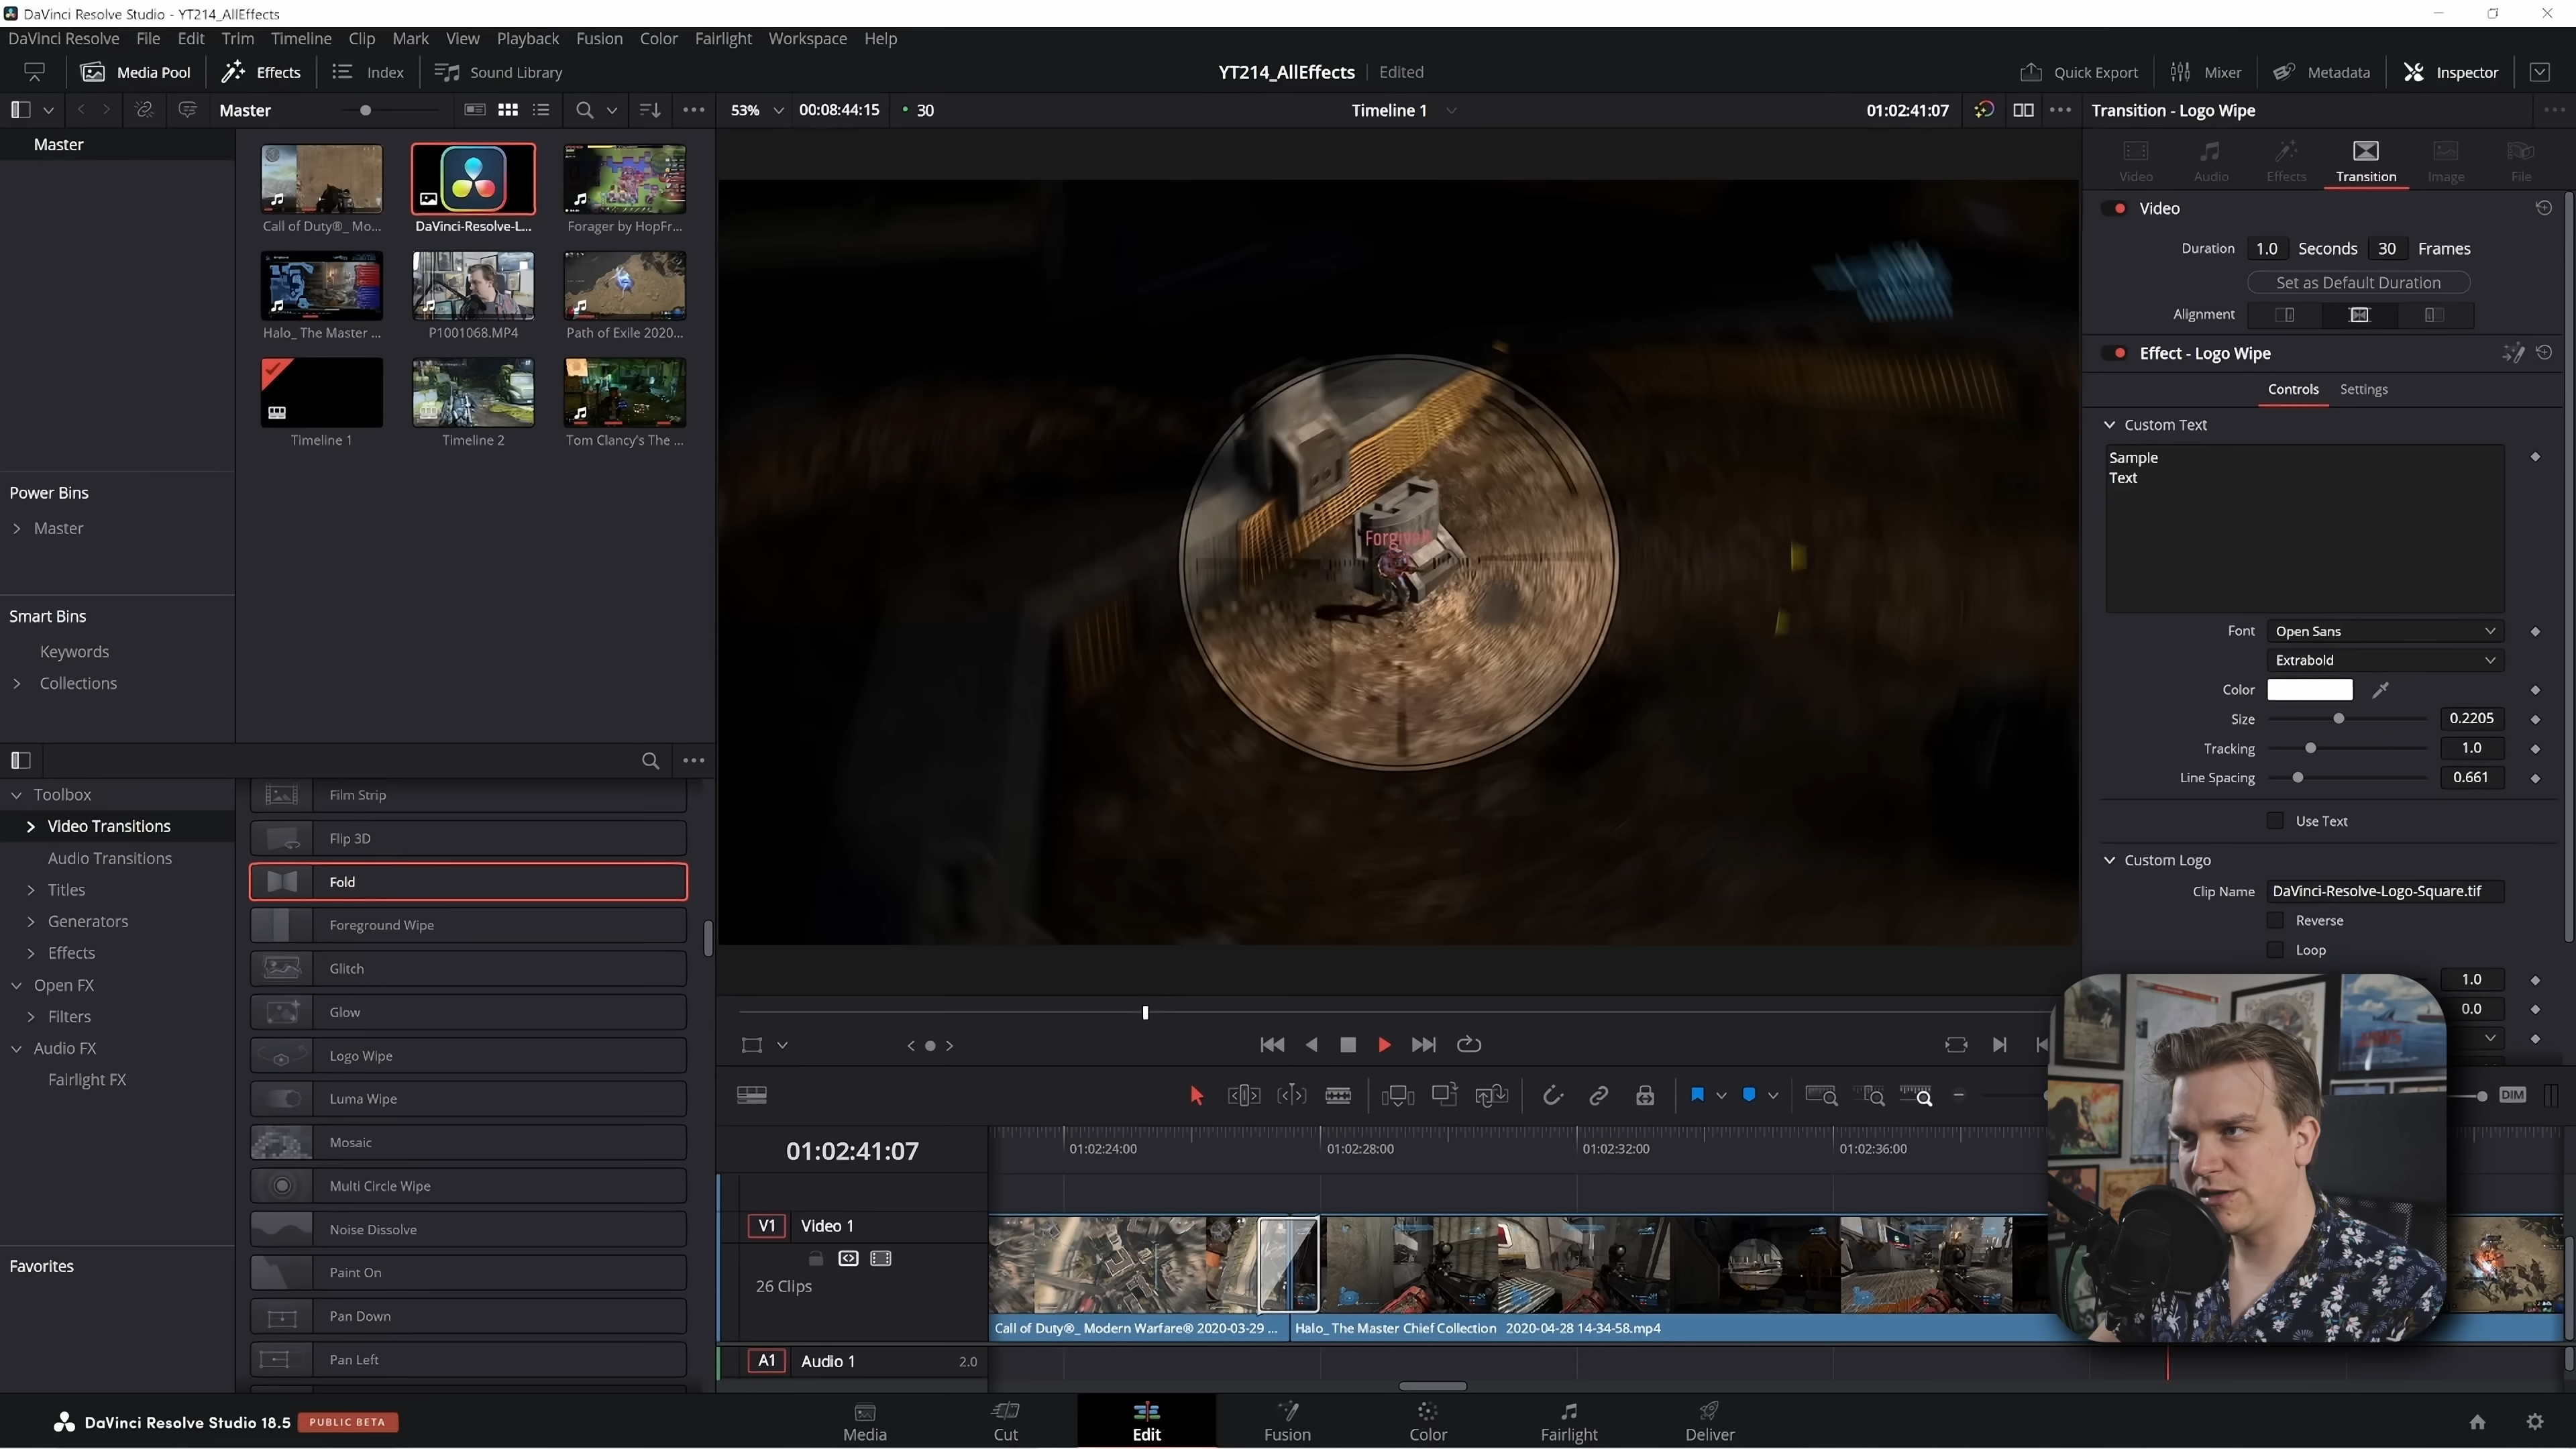 DaVinci Resolve Studio - YT214_AllEffects
DaVinci Resolve File Edit Trim Timeline Clip Mark View Playback Fusion Color Fairlight Workspace Help
Media Pool Effects Index Sound Library YT214_AllEffects Edited Quick Export Mixer Metadata Inspector
Master 53% 00:08:44:15 30 Timeline 1 01:02:41:07 Transition - Logo Wipe
Master
Video Audio Effects Transition Image File
Call of Duty®_ Mo... DaVinci-Resolve-L... Forager by HopFr...
Video
Duration 1.0 Seconds 30 Frames
Set as Default Duration
Alignment
Halo_ The Master ... P1001068.MP4 Path of Exile 2020...
Effect - Logo Wipe
Controls Settings
Custom Text
Timeline 1 Timeline 2 Tom Clancy's The ...
Sample
Text
Power Bins
Master
Smart Bins
Keywords
Collections
Font Open Sans
Extrabold
Color
Size 0.2205
Tracking 1.0
Line Spacing 0.661
Use Text
Custom Logo
Clip Name DaVinci-Resolve-Logo-Square.tif
Reverse
Loop
1.0
0.0
Toolbox
Video Transitions
Audio Transitions
Titles
Generators
Effects
Open FX
Filters
Audio FX
Fairlight FX
Favorites
Film Strip
Flip 3D
Fold
Foreground Wipe
Glitch
Glow
Logo Wipe
Luma Wipe
Mosaic
Multi Circle Wipe
Noise Dissolve
Paint On
Pan Down
Pan Left
DIM
01:02:41:07 01:02:24:00 01:02:28:00 01:02:32:00 01:02:36:00
V1 Video 1
26 Clips
Call of Duty®_ Modern Warfare® 2020-03-29 ... Halo_ The Master Chief Collection 2020-04-28 14-34-58.mp4
A1 Audio 1 2.0
DaVinci Resolve Studio 18.5 PUBLIC BETA
Media Cut Edit Fusion Color Fairlight Deliver